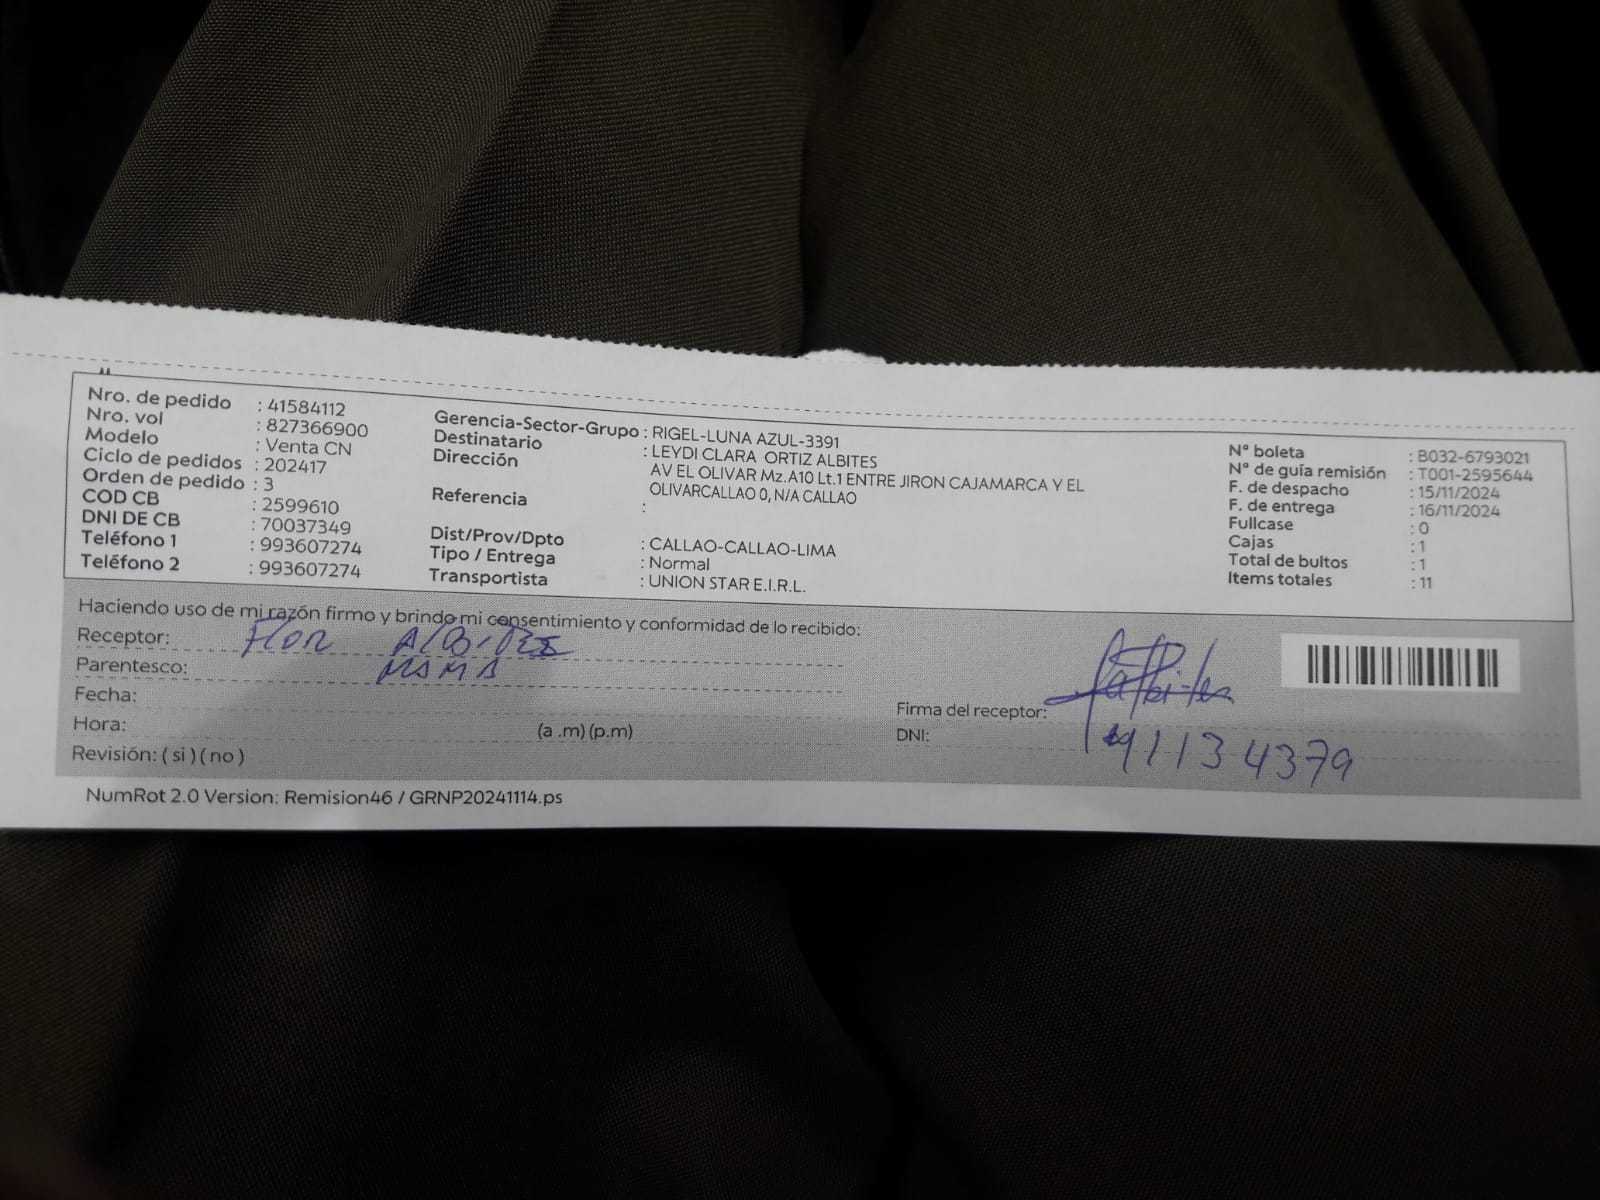 Nro. de pedido : 41584112
Nro. vol : 827366900
Modelo : Venta CN
Ciclo de pedidos : 202417
Orden de pedido : 3
COD CB : 2599610
DNI DE CB : 70037349
Teléfono 1 : 993607274
Teléfono 2 : 993607274
Gerencia-Sector-Grupo : RIGEL-LUNA AZUL-3391
Destinatario : LEYDI CLARA ORTIZ ALBITES
Dirección AV EL OLIVAR Mz.A10 Lt.1 ENTRE JIRON CAJAMARCA Y EL
OLIVARCALLAO 0, N/A CALLAO
Referencia :
Dist/Prov/Dpto : CALLAO-CALLAO-LIMA
Tipo / Entrega : Normal
Transportista : UNION STAR E.I.R.L.
N° boleta : B032-6793021
N° de guía remisión : T001-2595644
F. de despacho : 15/11/2024
F. de entrega : 16/11/2024
Fullcase : 0
Cajas : 1
Total de bultos : 1
Items totales : 11
Haciendo uso de mi razón firmo y brindo mi consentimiento y conformidad de lo recibido:
Receptor: Flor Albites
Parentesco: MAMA
Fecha:
Hora: (a .m) (p.m)
Revisión: ( si ) ( no )
Firma del receptor:
DNI: 41134379
NumRot 2.0 Version: Remision46 / GRNP20241114.ps